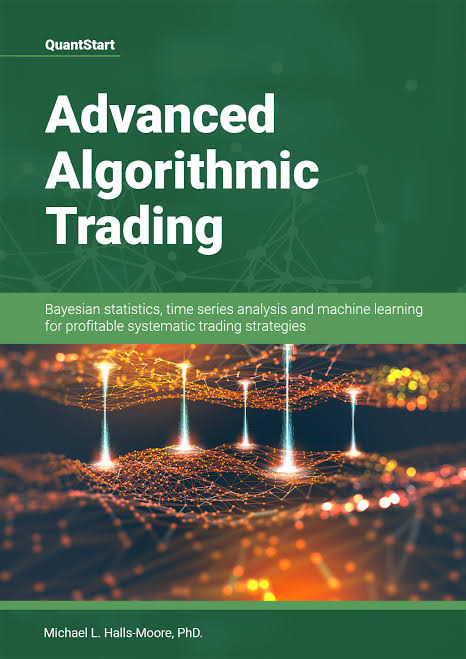 QuantStart
Advanced
Algorithmic
Trading
Bayesian statistics, time series analysis and machine learning
for profitable systematic trading strategies
Michael L. Halls-Moore, PhD.